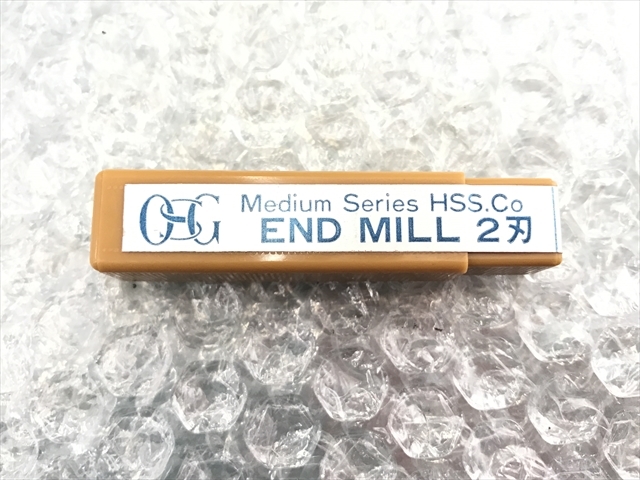 OSG Medium Series HSS.Co
END MILL 2刃